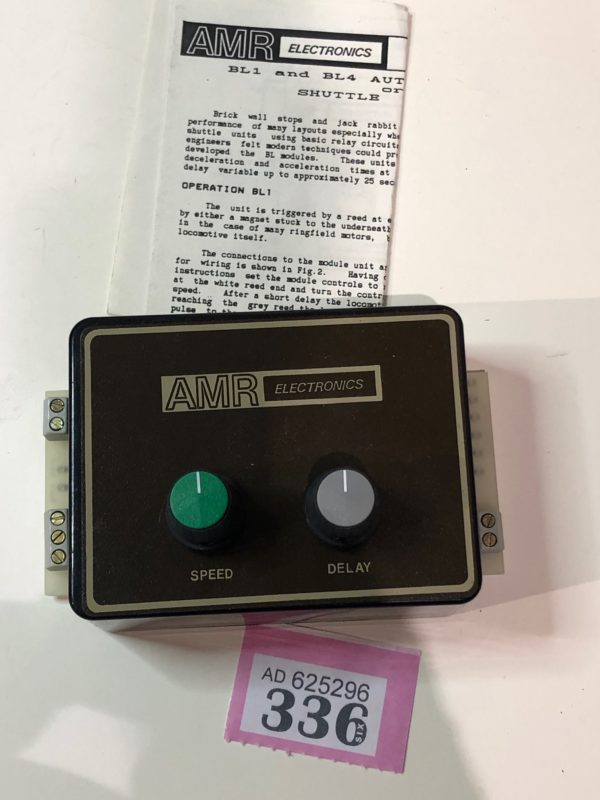 AMR ELECTRONICS
BL1 and BL4 AUT
or
SHUTTLE
Brick wall stops and jack rabbit
performance of many layouts especially whe
shuttle units using basic relay circuit
engineers felt modern techniques could pr
developed the BL modules. These units
deceleration and acceleration times at
delay variable up to approximately 25 sec
OPERATION BL1
The unit is triggered by a reed at e
by either a magnet stuck to the underneath
in the case of many ringfield motors,
locomotive itself.
The connections to the module unit a
for wiring is shown in Fig.2. Having
instructions set the module controls to
at the white reed end and turn the contr
speed. After a short delay the locomot
reaching the grey reed the
pulse to the
AMR ELECTRONICS
SPEED
DELAY
AD 625296
336
SIX